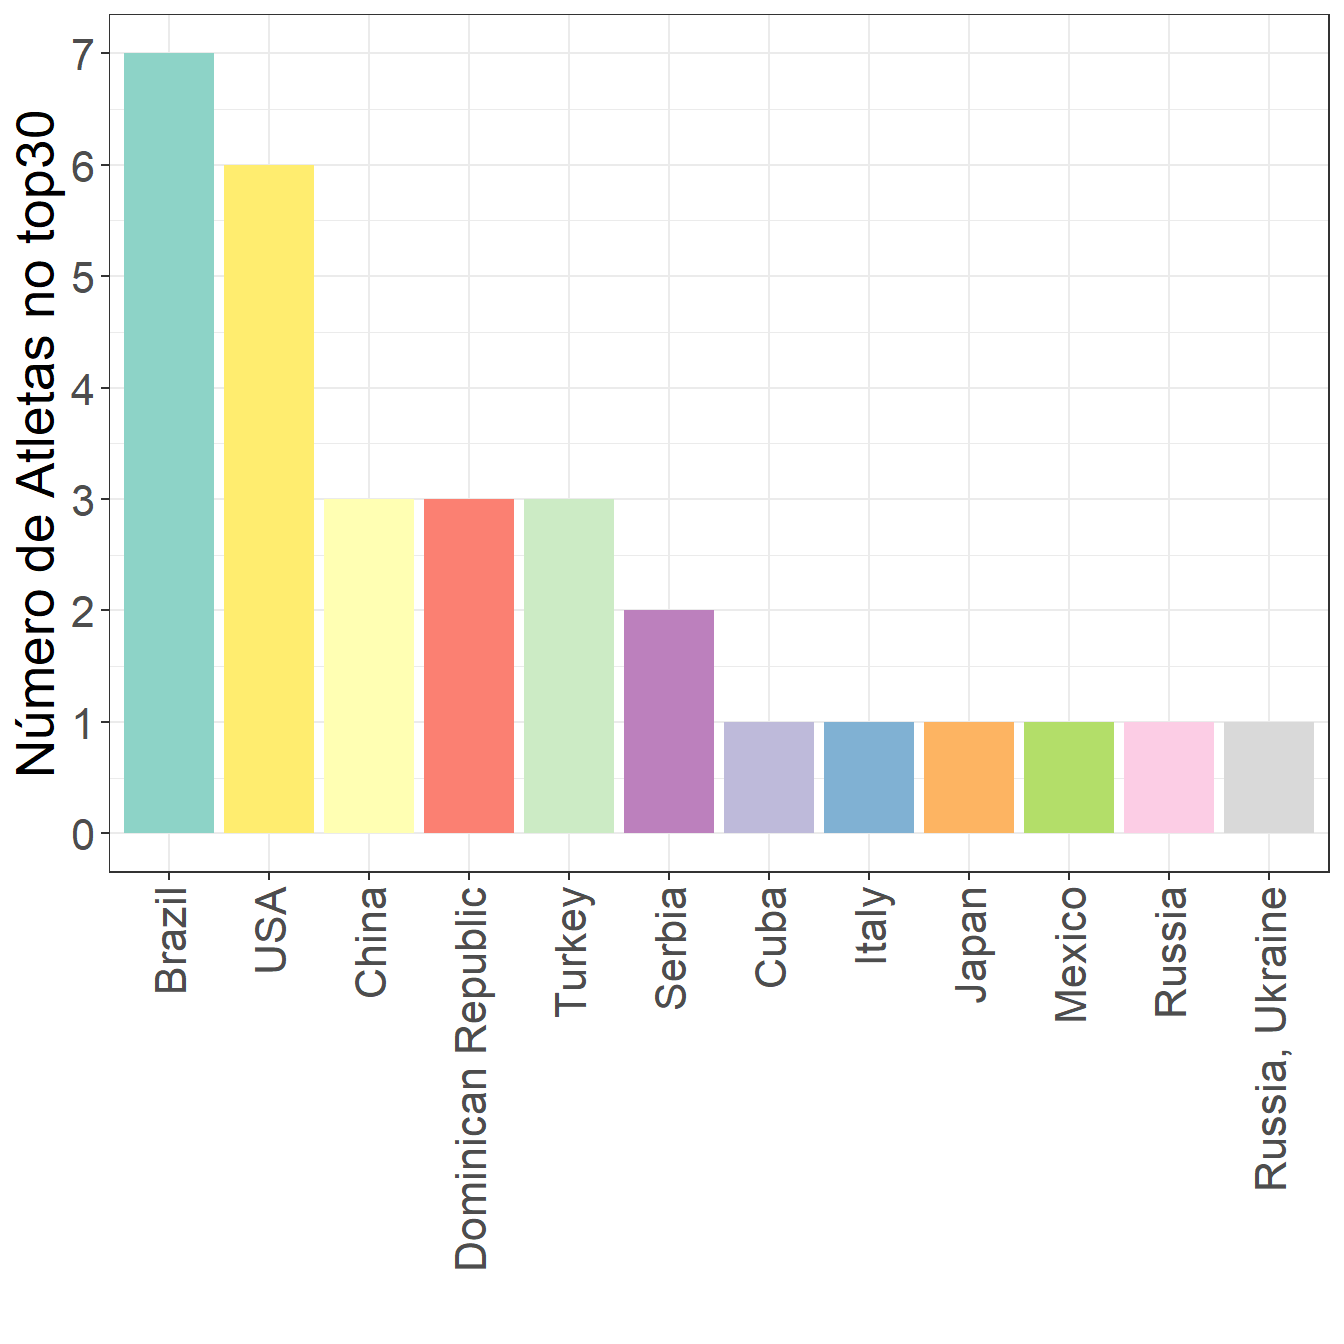 Número de Atletas no top30
7
6
5
4
3
2
1
0
Brazil
USA
China
Dominican Republic
Turkey
Serbia
Cuba
Italy
Japan
Mexico
Russia
Russia, Ukraine